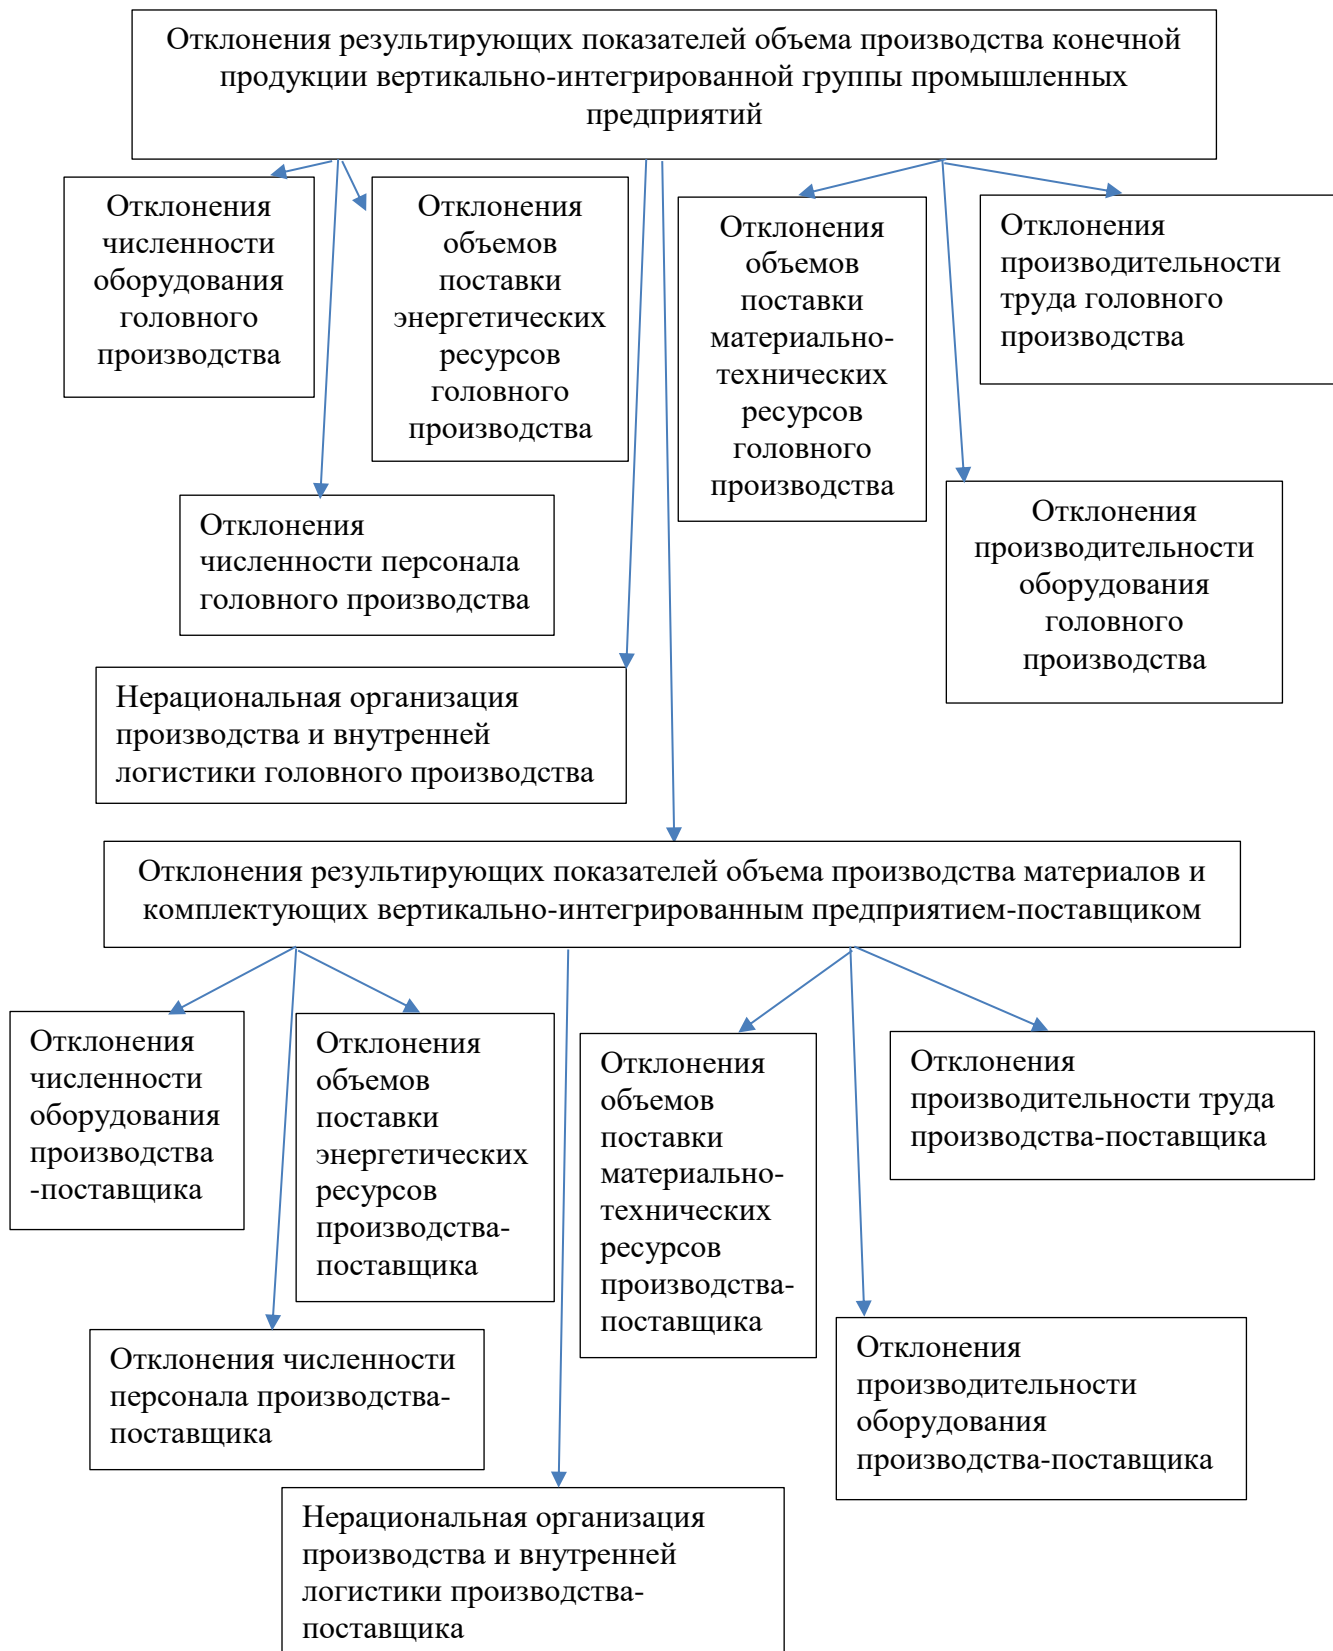 Отклонения результирующих показателей объема производства конечной
продукции вертикально-интегрированной группы промышленных
предприятий
Отклонения
численности
оборудования
головного
производства
Отклонения
объемов
поставки
энергетических
ресурсов
головного
производства
Отклонения
объемов
поставки
материально-
технических
ресурсов
головного
производства
Отклонения
производительности
труда головного
производства
Отклонения
численности персонала
головного производства
Отклонения
производительности
оборудования
головного
производства
Нерациональная организация
производства и внутренней
логистики головного производства
Отклонения результирующих показателей объема производства материалов и
комплектующих вертикально-интегрированным предприятием-поставщиком
Отклонения
численности
оборудования
производства
-поставщика
Отклонения
объемов
поставки
энергетических
ресурсов
производства-
поставщика
Отклонения
объемов
поставки
материально-
технических
ресурсов
производства-
поставщика
Отклонения
производительности труда
производства-поставщика
Отклонения численности
персонала производства-
поставщика
Отклонения
производительности
оборудования
производства-поставщика
Нерациональная организация
производства и внутренней
логистики производства-
поставщика